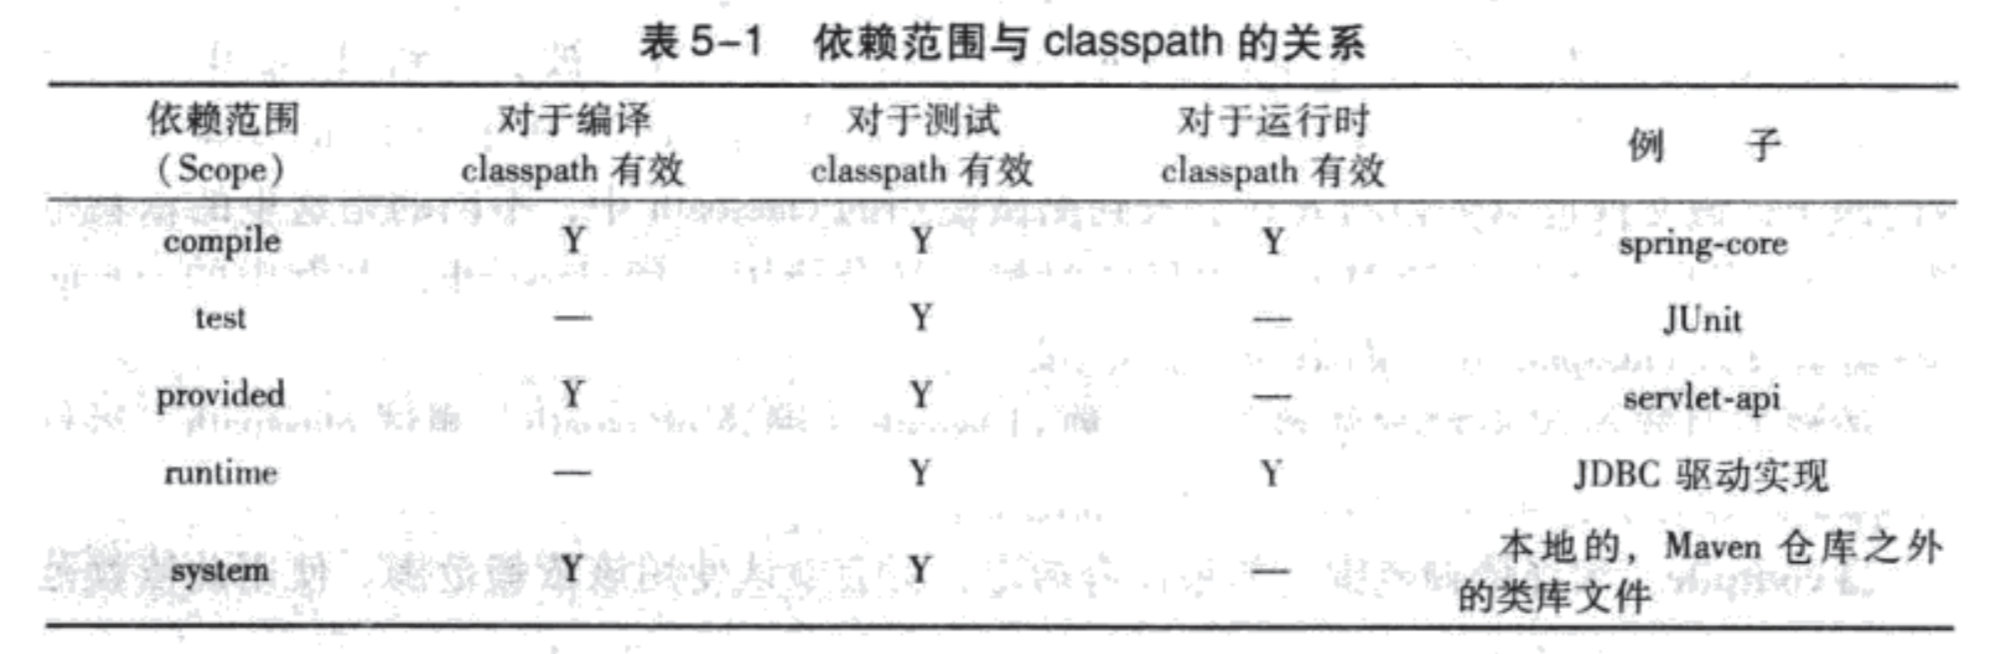 表 5-1 依赖范围与 classpath 的关系
依赖范围
(Scope)
对于编译
classpath 有效
对于测试
classpath 有效
对于运行时
classpath 有效
例 子
compile Y Y Y spring-core
test — Y — JUnit
provided Y Y — servlet-api
runtime — Y Y JDBC 驱动实现
system Y Y — 本地的，Maven 仓库之外
的类库文件